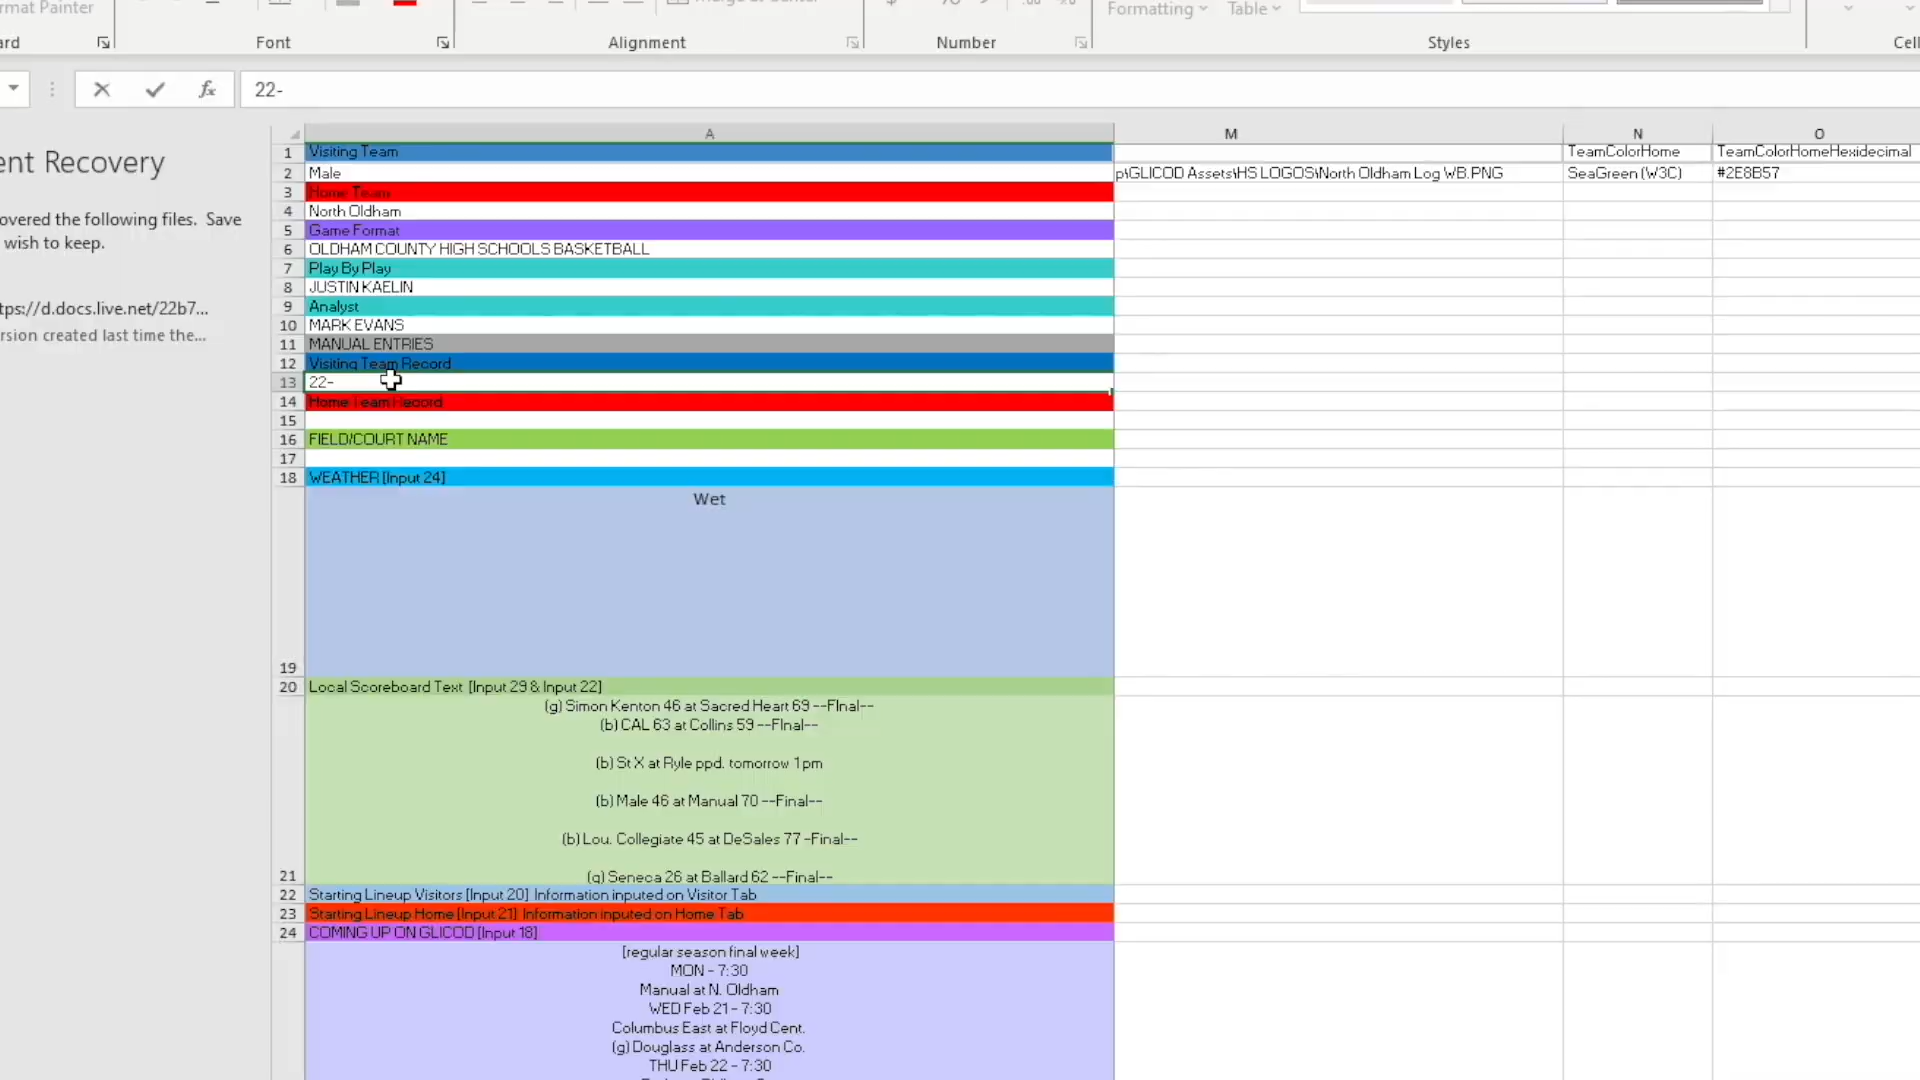 rmat Painter
Formatting
Table
rd
Font
Alignment
Number
Styles
Cell
22-
A
M
N
O
ent Recovery
overed the following files. Save
wish to keep.
tps://d.docs.live.net/22b7...
rsion created last time the...
1 Visiting Team TeamColorHome TeamColorHomeHexidecimal
2 Male p\GLICOD Assets\HS LOGOS\North Oldham Log WB.PNG SeaGreen (W3C) #2E8B57
3 Home Team
4 North Oldham
5 Game Format
6 OLDHAM COUNTY HIGH SCHOOLS BASKETBALL
7 Play By Play
8 JUSTIN KAELIN
9 Analyst
10 MARK EVANS
11 MANUAL ENTRIES
12 Visiting Team Record
13 22-
14 Home Team Record
15
16 FIELD/COURT NAME
17
18 WEATHER [Input 24]
Wet
19
20 Local Scoreboard Text [Input 29 & Input 22]
(g) Simon Kenton 46 at Sacred Heart 69 --FInal--
(b) CAL 63 at Collins 59 --FInal--
(b) St X at Ryle ppd. tomorrow 1pm
(b) Male 46 at Manual 70 --Final--
(b) Lou. Collegiate 45 at DeSales 77 -Final--
21 (g) Seneca 26 at Ballard 62 --Final--
22 Starting Lineup Visitors [Input 20] Information inputed on Visitor Tab
23 Starting Lineup Home [Input 21] Information inputed on Home Tab
24 COMING UP ON GLICOD [Input 18]
[regular season final week]
MON - 7:30
Manual at N. Oldham
WED Feb 21 - 7:30
Columbus East at Floyd Cent.
(g) Douglass at Anderson Co.
THU Feb 22 - 7:30